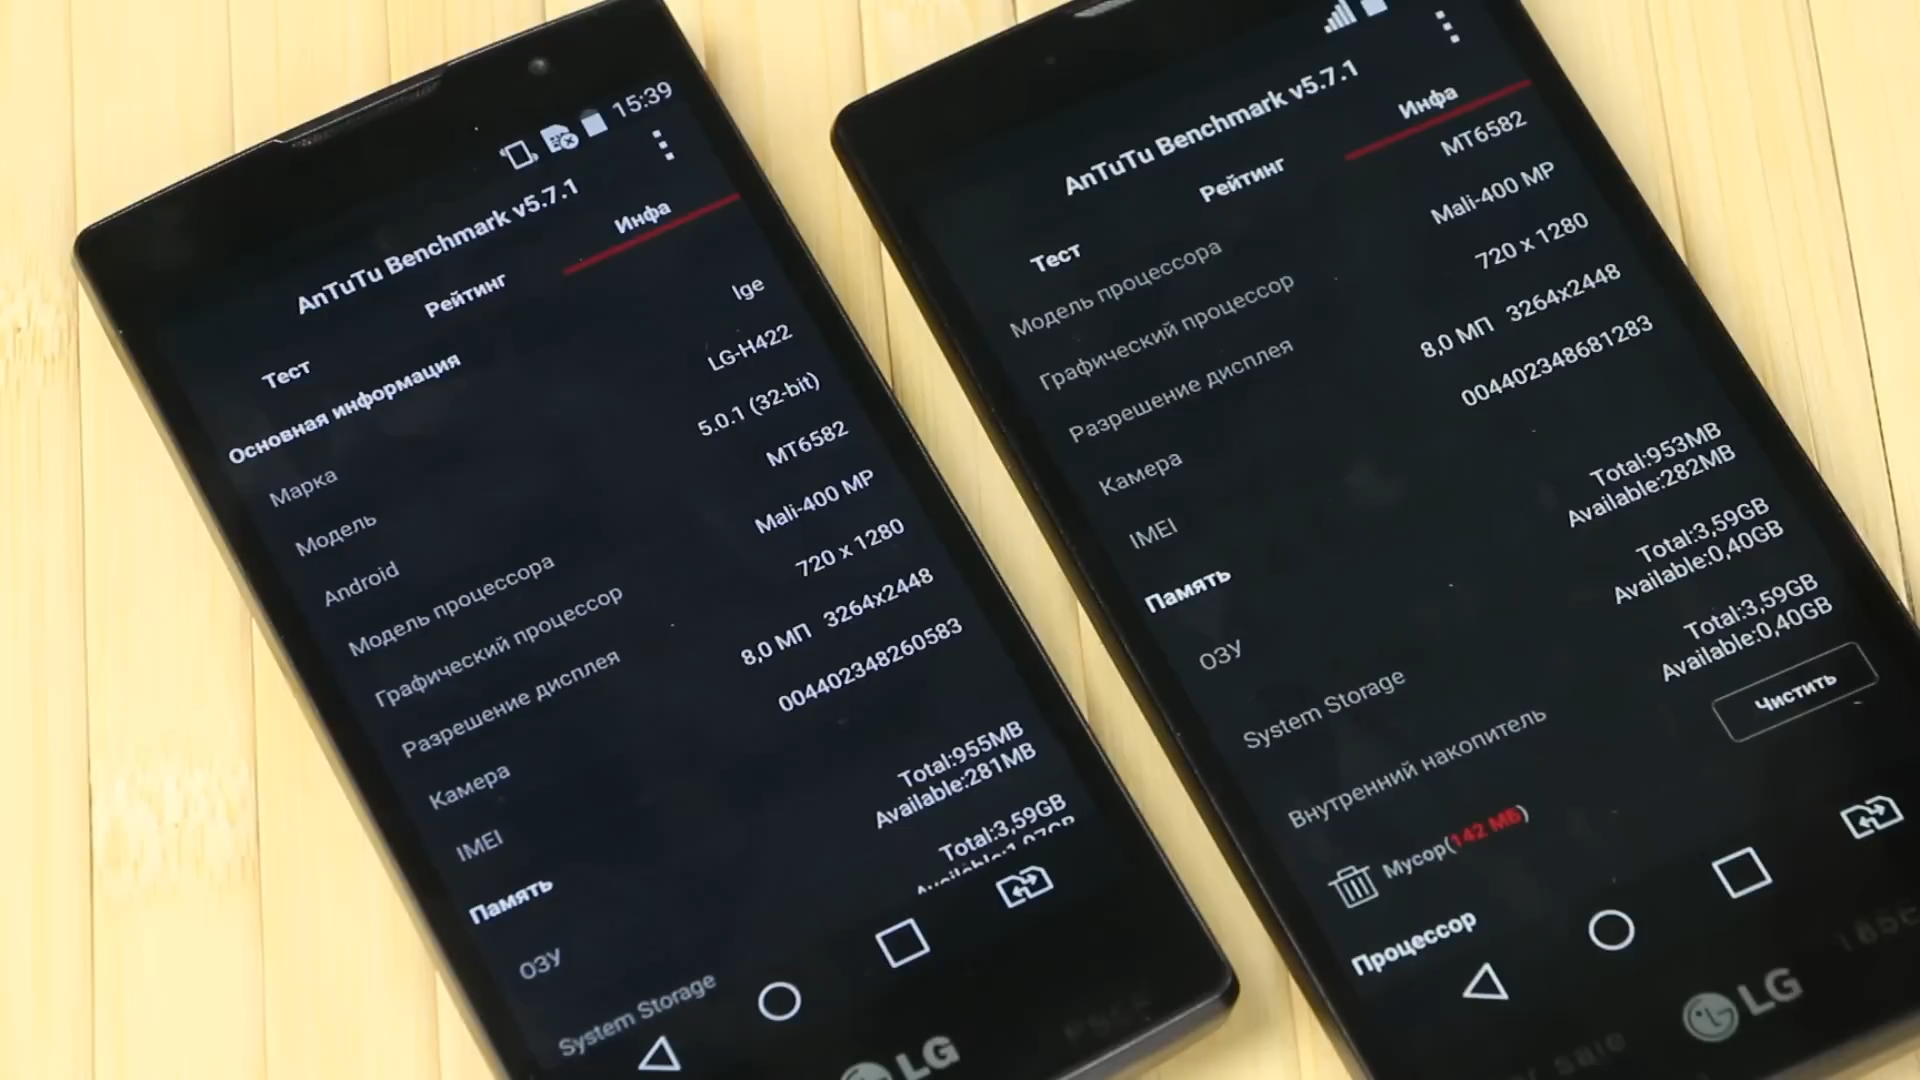 15:39
AnTuTu Benchmark v5.7.1
Тест
Рейтинг
Инфа
Основная информация
Марка
lge
Модель
LG-H422
Android
5.0.1 (32-bit)
Модель процессора
MT6582
Графический процессор
Mali-400 MP
Разрешение дисплея
720 x 1280
Камера
8,0 МП 3264x2448
IMEI
004402348260583
Память
ОЗУ
Total:955MB
Available:281MB
System Storage
Total:3,59GB
LG
AnTuTu Benchmark v5.7.1
Тест
Рейтинг
Инфа
Модель процессора
MT6582
Графический процессор
Mali-400 MP
Разрешение дисплея
720 x 1280
Камера
8,0 МП 3264x2448
IMEI
004402348681283
Память
ОЗУ
Total:953MB
Available:282MB
System Storage
Total:3,59GB
Available:0,40GB
Внутренний накопитель
Total:3,59GB
Available:0,40GB
Мусор(142 МБ)
Чистить
Процессор
LG